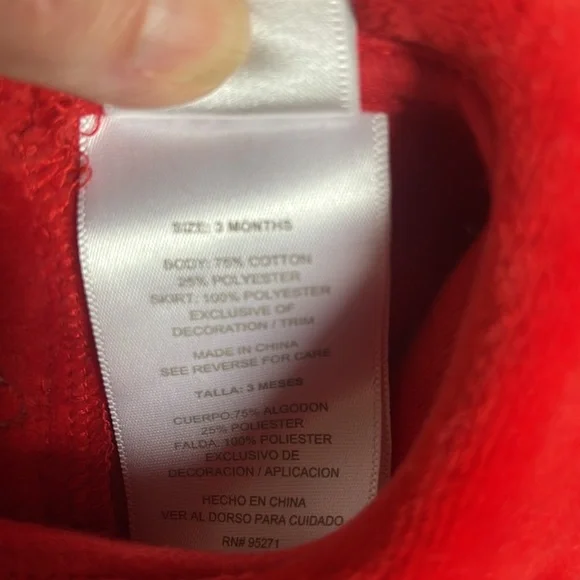 SIZE: 3 MONTHS
BODY: 75% COTTON
25% POLYESTER
SKIRT: 100% POLYESTER
EXCLUSIVE OF
DECORATION / TRIM
MADE IN CHINA
SEE REVERSE FOR CARE
TALLA: 3 MESES
CUERPO:75% ALGODON
25% POLIESTER
FALDA: 100% POLIESTER
EXCLUSIVO DE
DECORACION / APLICACION
HECHO EN CHINA
VER AL DORSO PARA CUIDADO
RN# 95271